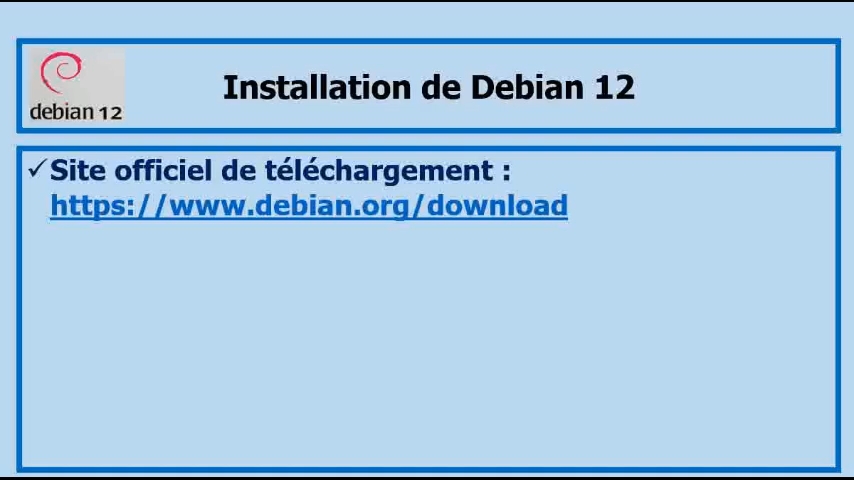 debian 12
Installation de Debian 12
✓Site officiel de téléchargement :
https://www.debian.org/download